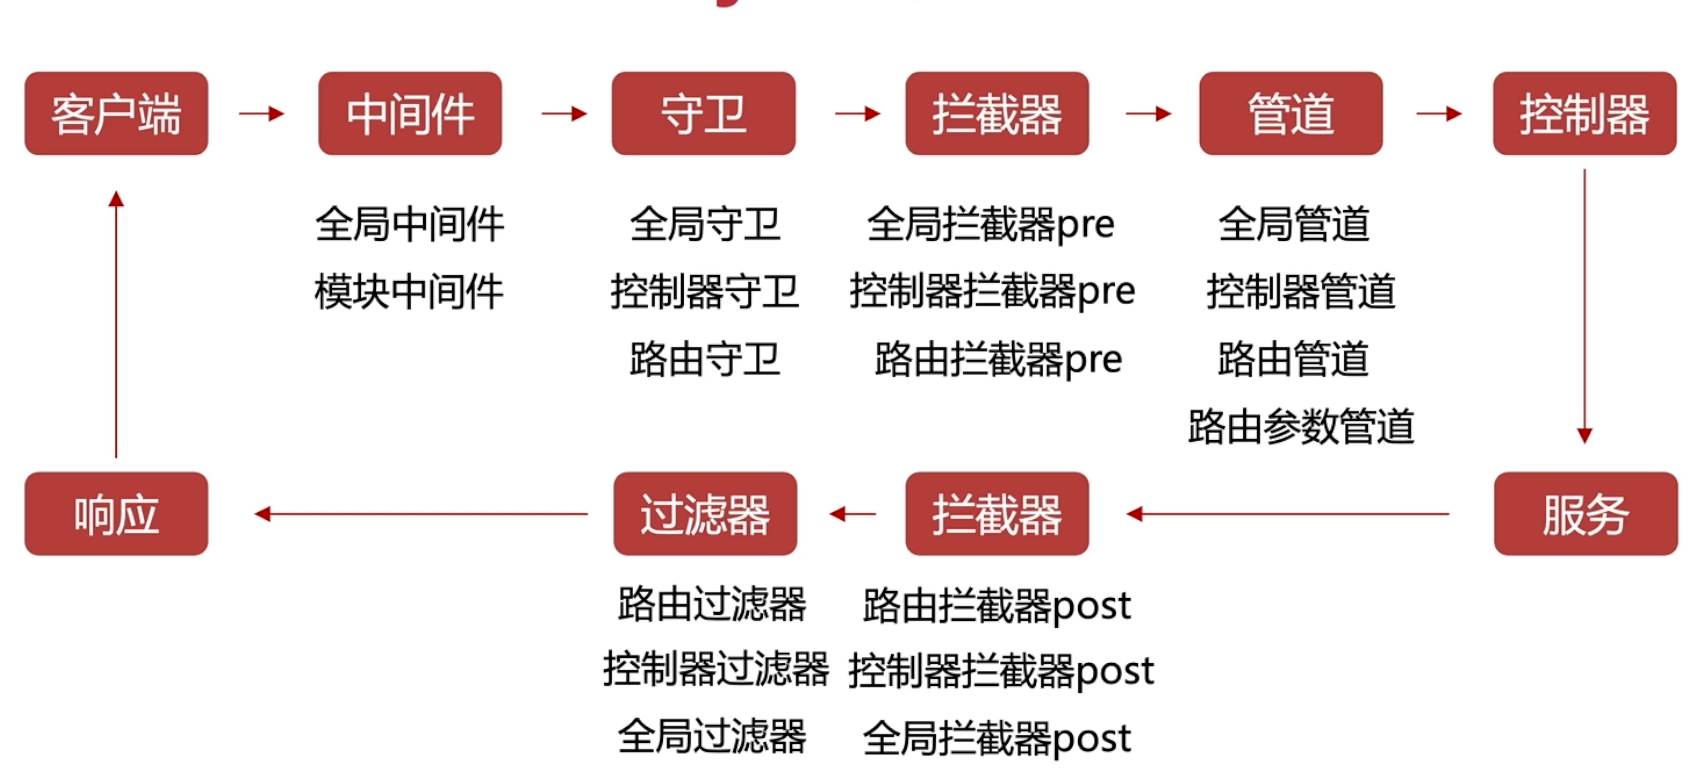 客户端
中间件
守卫
拦截器
管道
控制器
全局中间件
全局守卫
全局拦截器pre
全局管道
模块中间件
控制器守卫
控制器拦截器pre
控制器管道
路由守卫
路由拦截器pre
路由管道
路由参数管道
响应
过滤器
拦截器
服务
路由过滤器
路由拦截器post
控制器过滤器
控制器拦截器post
全局过滤器
全局拦截器post